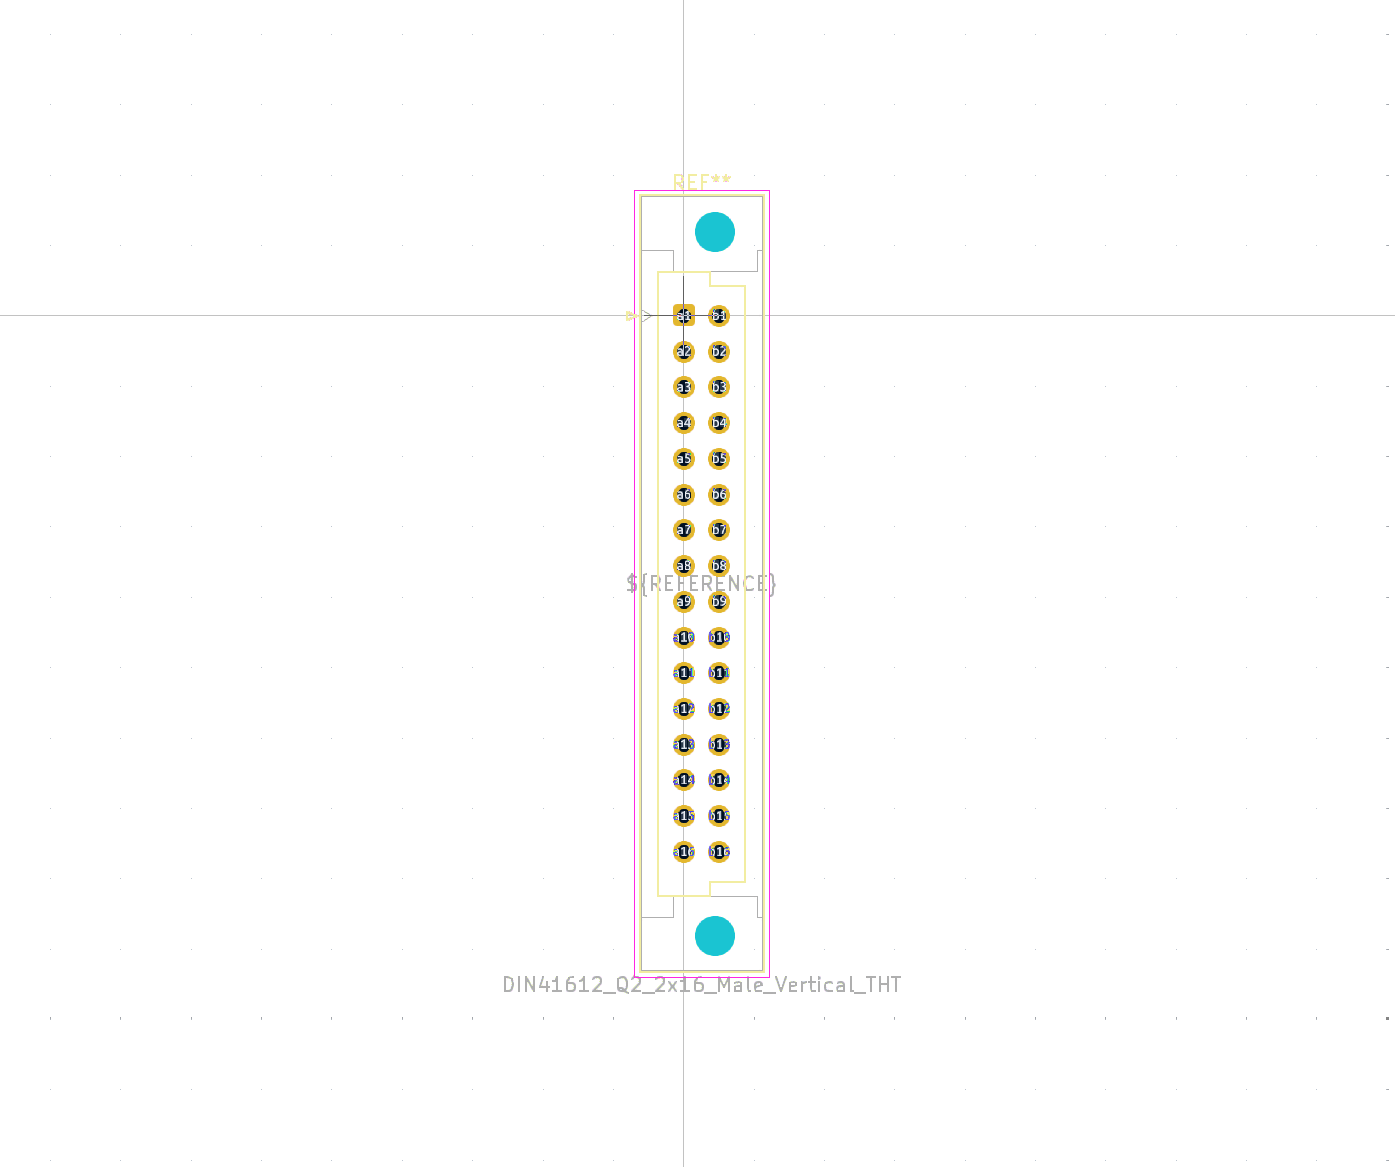 REF**
a1 b1
a2 b2
a3 b3
a4 b4
a5 b5
a6 b6
a7 b7
a8 b8
${REFERENCE}
a9 b9
a10 b10
a11 b11
a12 b12
a13 b13
a14 b14
a15 b15
a16 b16
DIN41612_Q2_2x16_Male_Vertical_THT